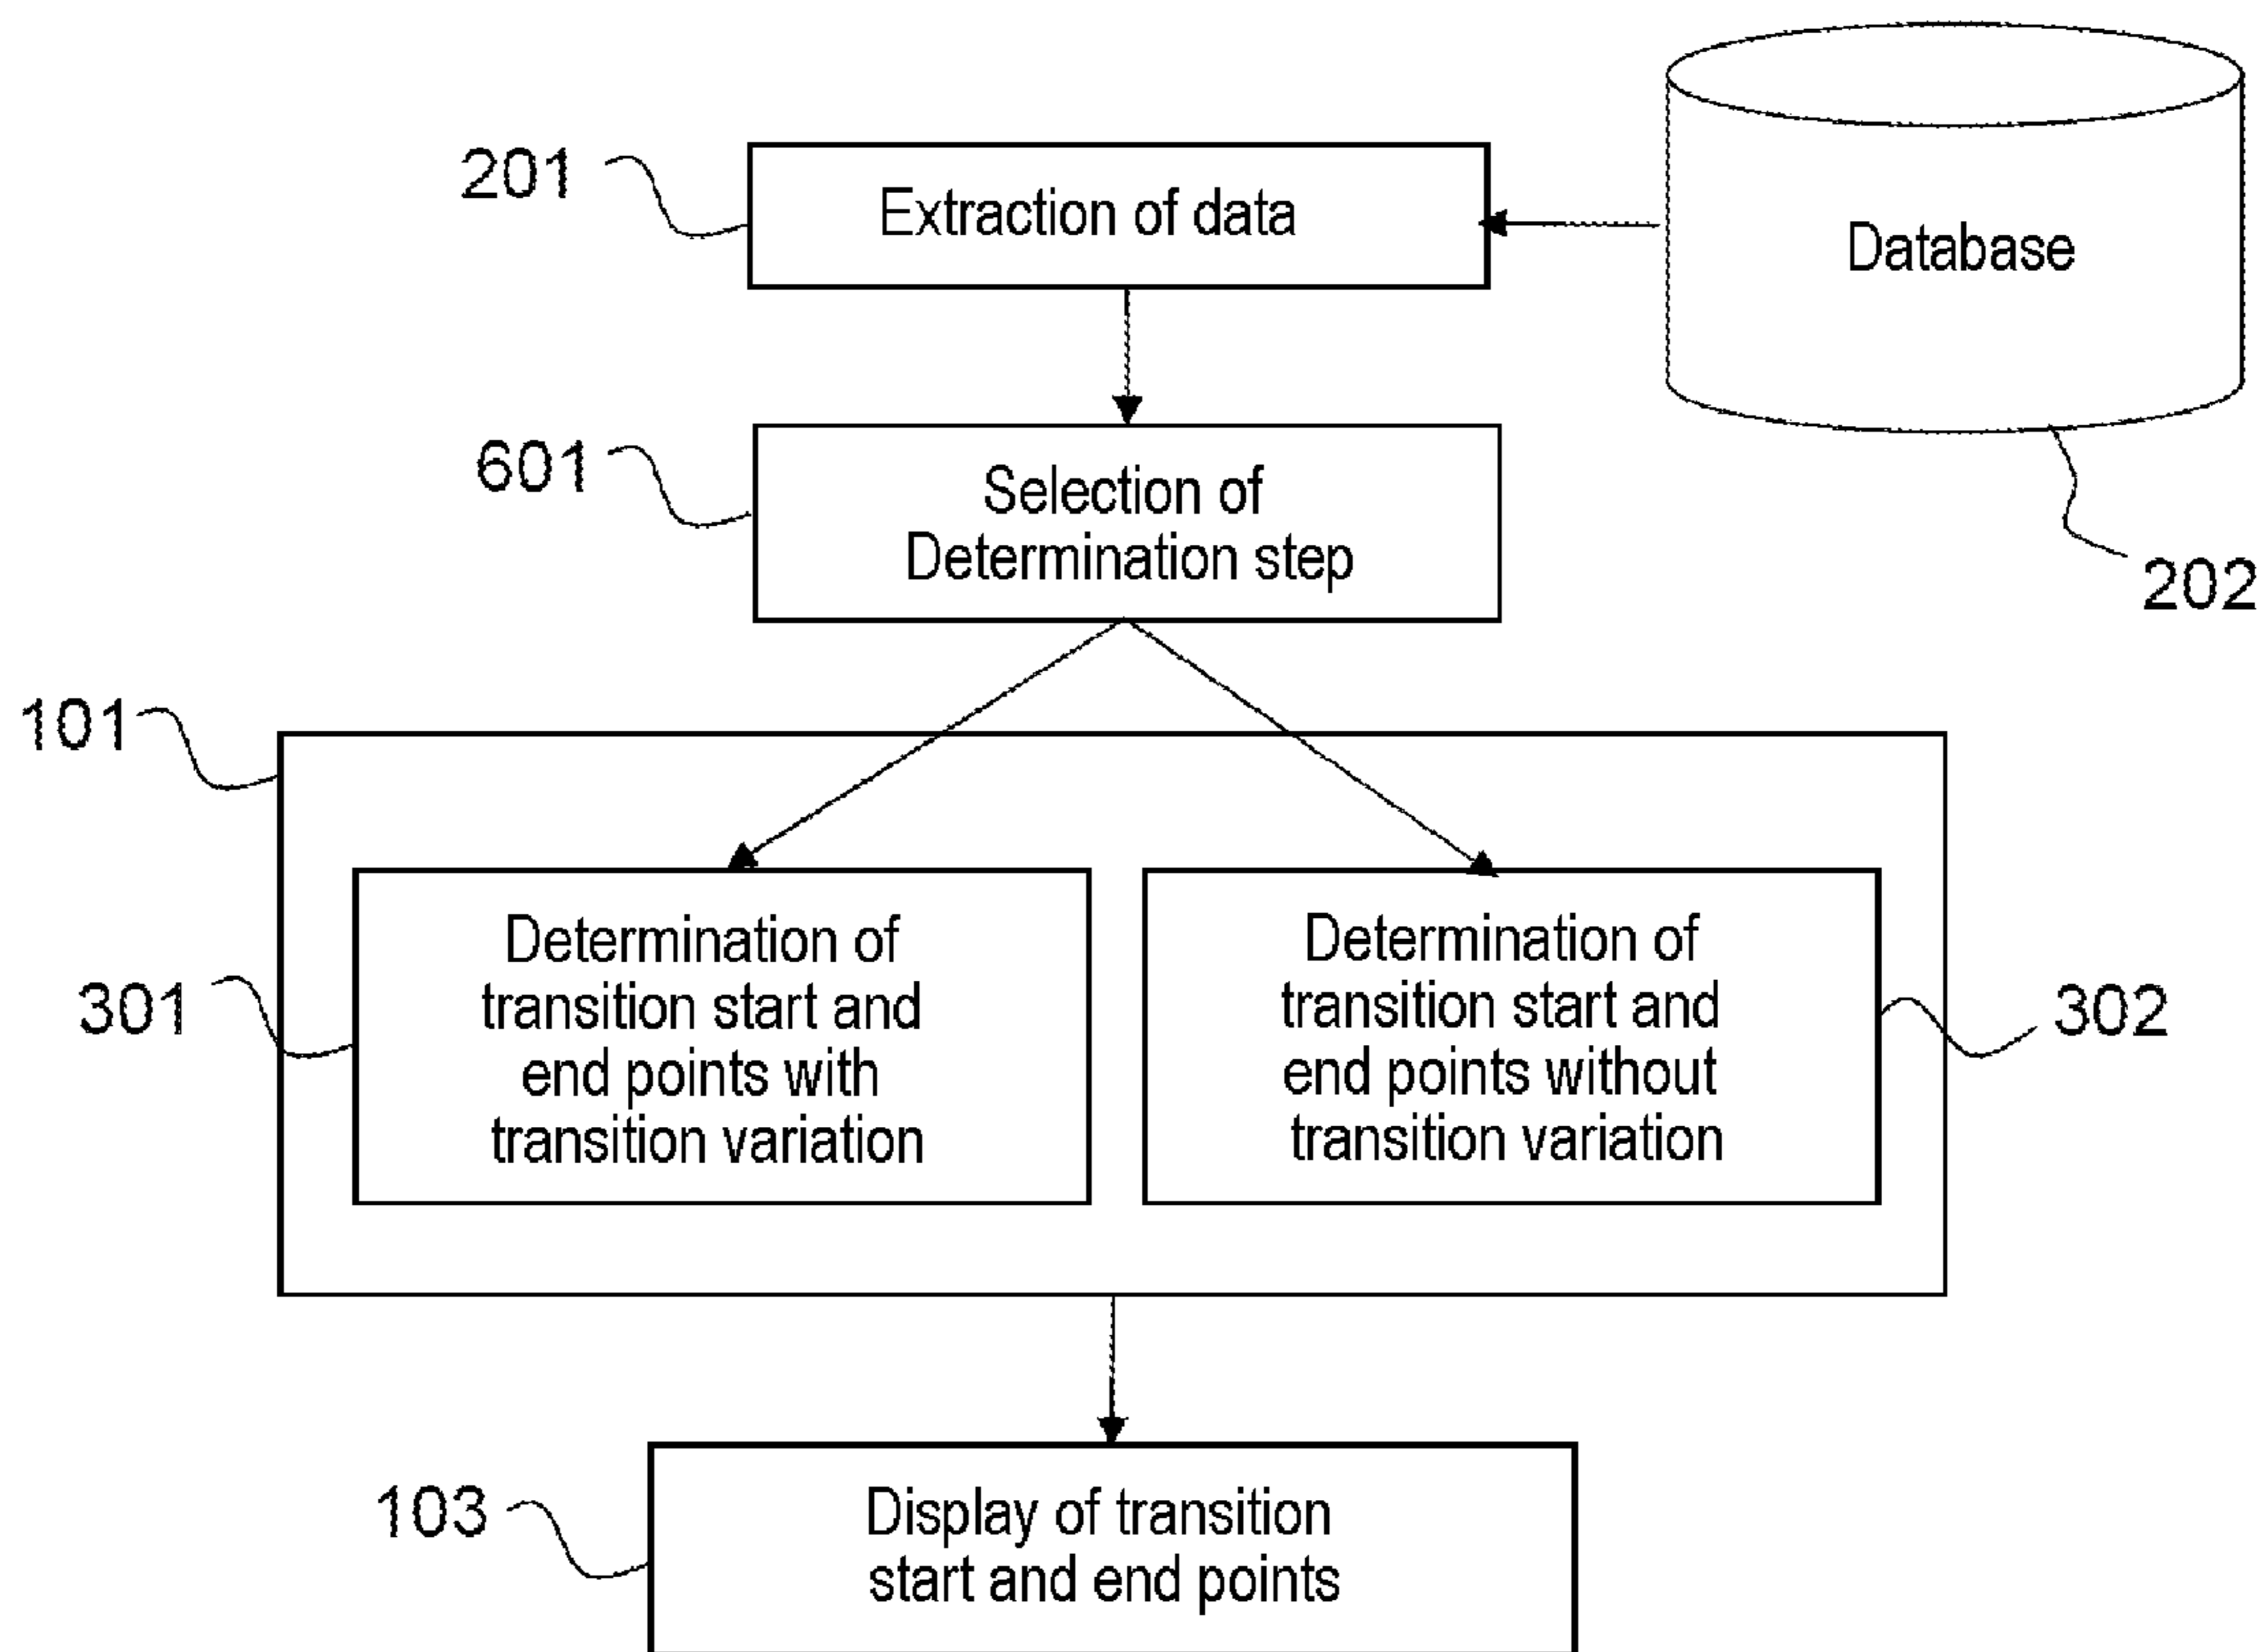 201
Extraction of data
Database
601
Selection of
Determination step
202
101
301
Determination of
transition start and
end points with
transition variation
Determination of
transition start and
end points without
transition variation
302
103
Display of transition
start and end points